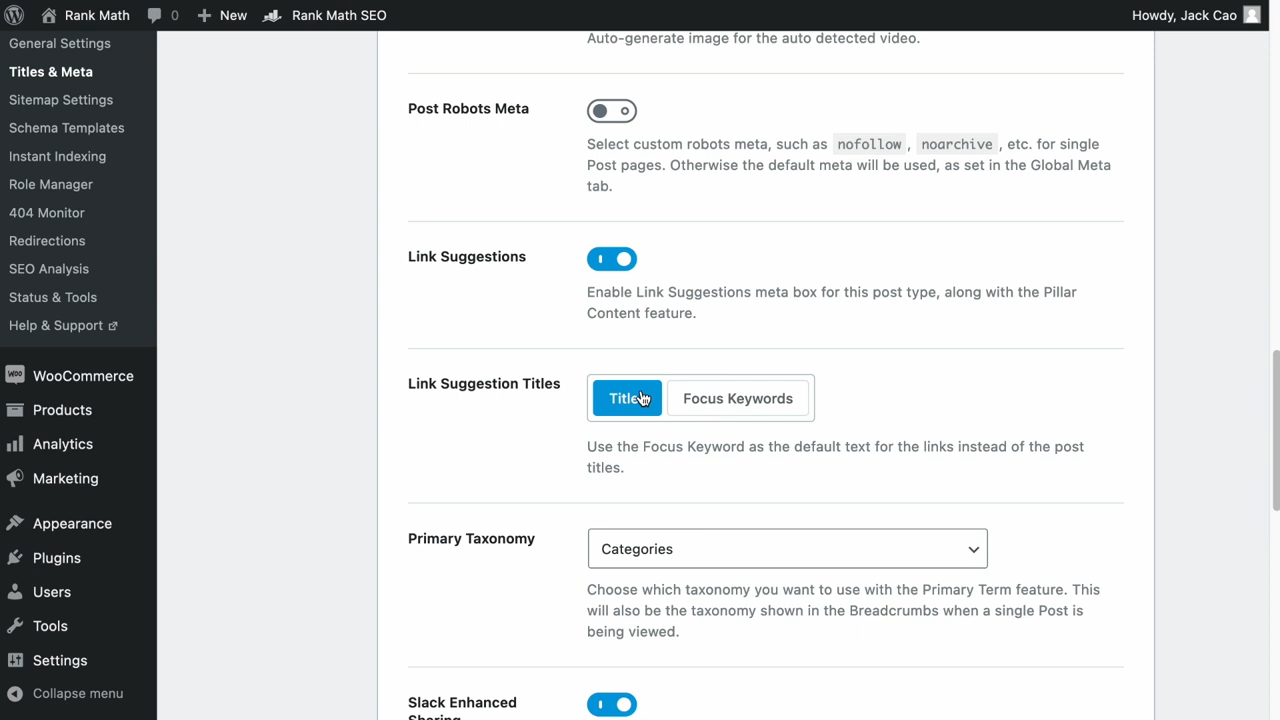 Rank Math 0 New Rank Math SEO Howdy, Jack Cao
General Settings
Titles & Meta
Sitemap Settings
Schema Templates
Instant Indexing
Role Manager
404 Monitor
Redirections
SEO Analysis
Status & Tools
Help & Support
WooCommerce
Products
Analytics
Marketing
Appearance
Plugins
Users
Tools
Settings
Collapse menu
Auto-generate image for the auto detected video.
Post Robots Meta
Select custom robots meta, such as nofollow, noarchive, etc. for single
Post pages. Otherwise the default meta will be used, as set in the Global Meta
tab.
Link Suggestions
Enable Link Suggestions meta box for this post type, along with the Pillar
Content feature.
Link Suggestion Titles
Titles Focus Keywords
Use the Focus Keyword as the default text for the links instead of the post
titles.
Primary Taxonomy
Categories
Choose which taxonomy you want to use with the Primary Term feature. This
will also be the taxonomy shown in the Breadcrumbs when a single Post is
being viewed.
Slack Enhanced
Sharing